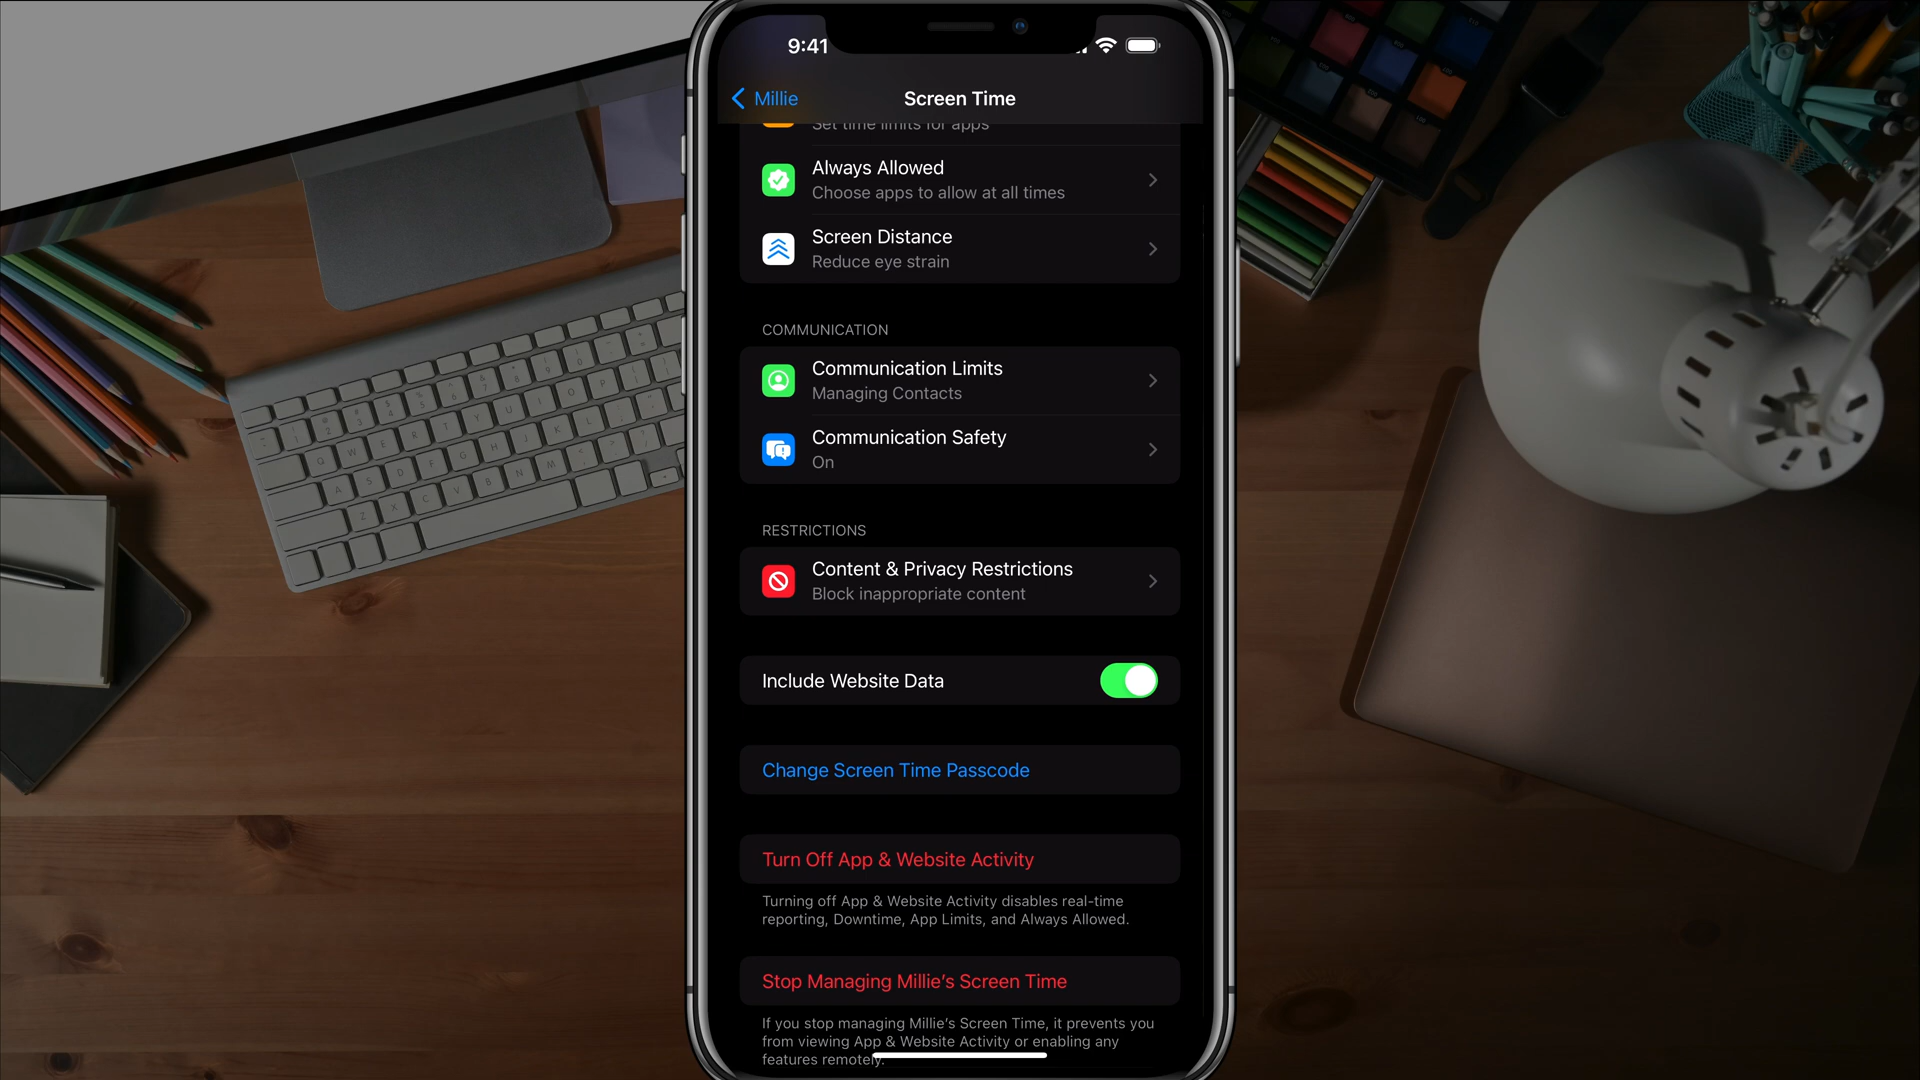 9:41
Millie
Screen Time
Set time limits for apps
Always Allowed
Choose apps to allow at all times
Screen Distance
Reduce eye strain
COMMUNICATION
Communication Limits
Managing Contacts
Communication Safety
On
RESTRICTIONS
Content & Privacy Restrictions
Block inappropriate content
Include Website Data
Change Screen Time Passcode
Turn Off App & Website Activity
Turning off App & Website Activity disables real-time
reporting, Downtime, App Limits, and Always Allowed.
Stop Managing Millie’s Screen Time
If you stop managing Millie’s Screen Time, it prevents you
from viewing App & Website Activity or enabling any
features remotely.